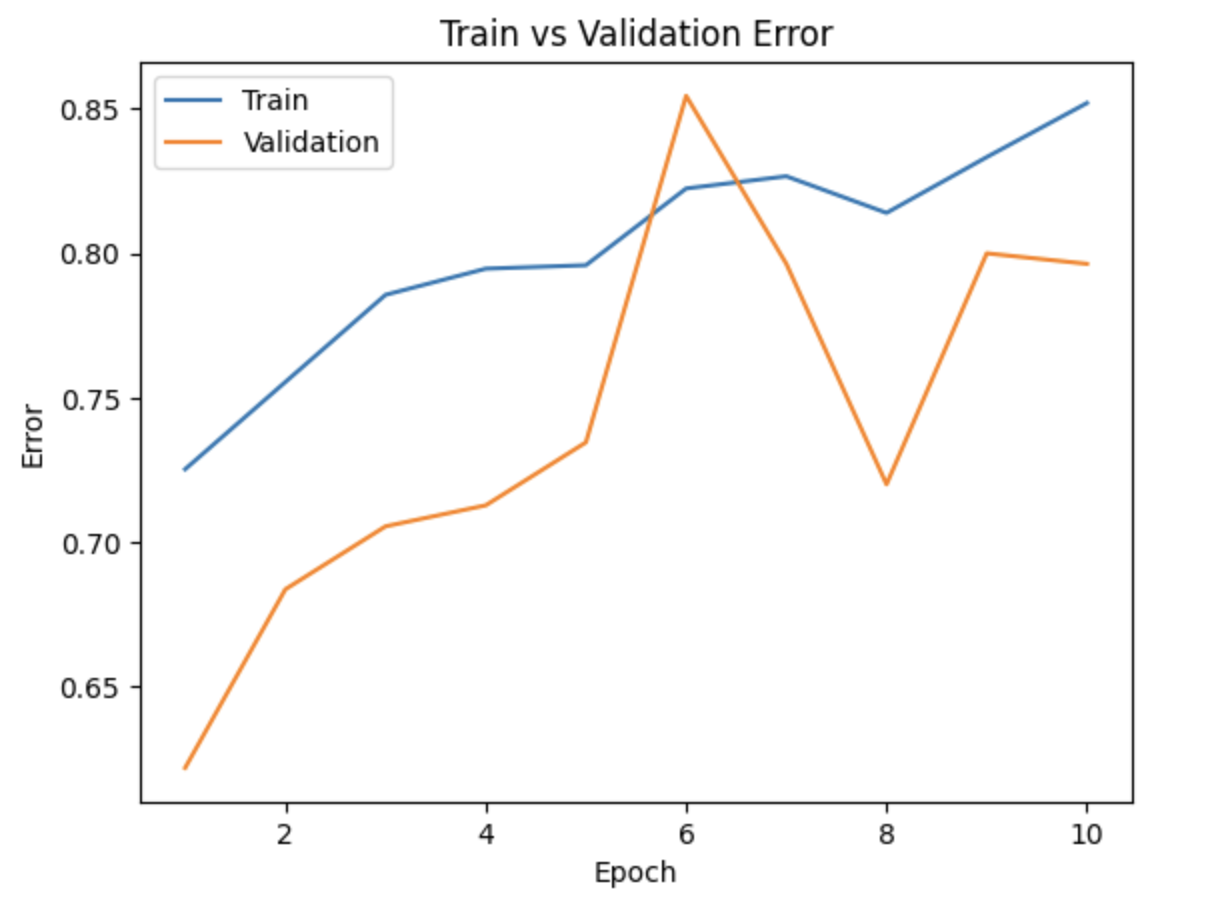 Train vs Validation Error
Train
Validation
0.85
0.80
0.75
0.70
0.65
Error
2 4 6 8 10
Epoch